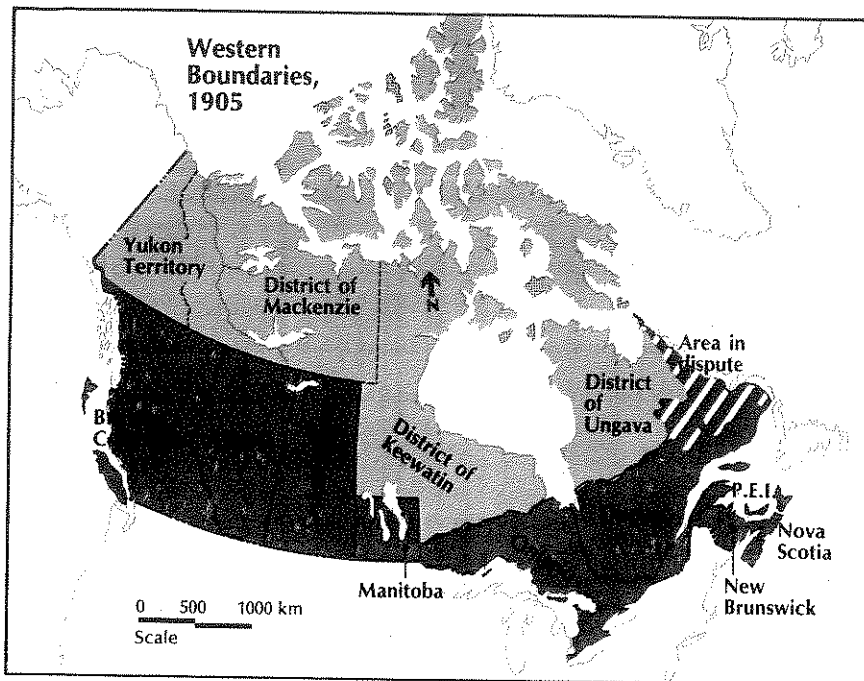 Western
Boundaries,
1905
Yukon
Territory
District of
Mackenzie
N
Area in
dispute
District
of
Ungava
District of
Keewatin
P.E.I.
Nova
Scotia
New
Brunswick
Manitoba
0 500 1000 km
Scale